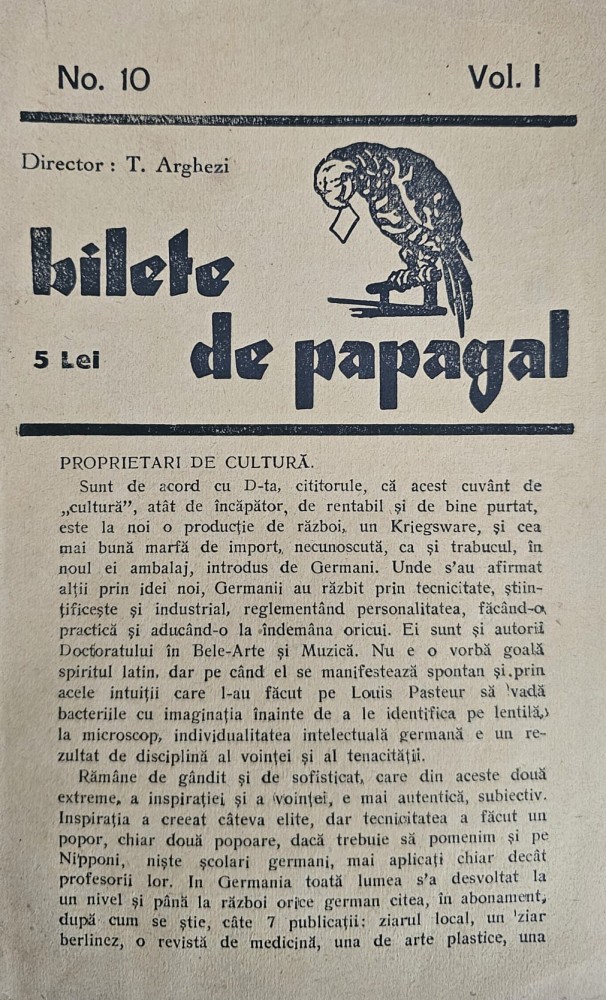 No. 10 Vol. I
Director : T. Arghezi
bilete
5 Lei de papagal
PROPRIETARI DE CULTURĂ.
Sunt de acord cu D-ta, cititorule, că acest cuvânt de
„cultură”, atât de încăpător, de rentabil și de bine purtat,
este la noi o producție de război, un Kriegsware, și cea
mai bună marfă de import, necunoscută, ca și trabucul, în
noul ei ambalaj, introdus de Germani. Unde s'au afirmat
alții prin idei noi, Germanii au răzbit prin tecnicitate, știin-
țificește și industrial, reglementând personalitatea, făcând-o
practică și aducând-o la îndemâna oricui. Ei sunt și autorii
Doctoratului în Bele-Arte și Muzică. Nu e o vorbă goală
spiritul latin, dar pe când el se manifestează spontan și prin
acele intuiții care l-au făcut pe Louis Pasteur să vadă
bacteriile cu imaginația înainte de a le identifica pe lentilă,
la microscop, individualitatea intelectuală germană e un re-
zultat de disciplină al voinței și al tenacității.
Rămâne de gândit și de sofisticat, care din aceste două
extreme, a inspirației și a voinței, e mai autentică, subiectiv.
Inspirația a creeat câteva elite, dar tecnicitatea a făcut un
popor, chiar două popoare, dacă trebuie să pomenim și pe
Nipponi, niște școlari germani, mai aplicați chiar decât
profesorii lor. In Germania toată lumea s'a desvoltat la
un nivel și până la război orice german citea, în abonament,
după cum se știe, câte 7 publicații: ziarul local, un ziar
berlinez, o revistă de medicină, una de arte plastice, una